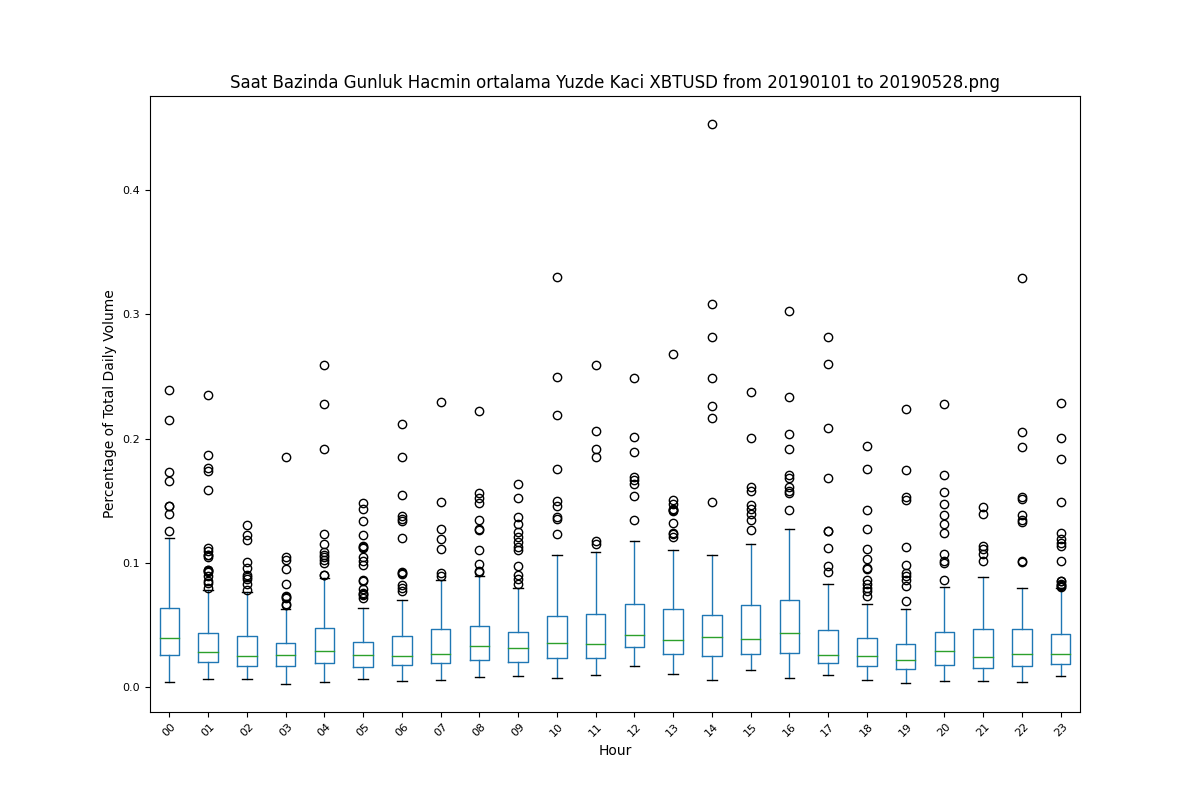 Saat Bazinda Gunluk Hacmin ortalama Yuzde Kaci XBTUSD from 20190101 to 20190528.png
Percentage of Total Daily Volume
0.4
0.3
0.2
0.1
0.0
00 01 02 03 04 05 06 07 08 09 10 11 12 13 14 15 16 17 18 19 20 21 22 23
Hour